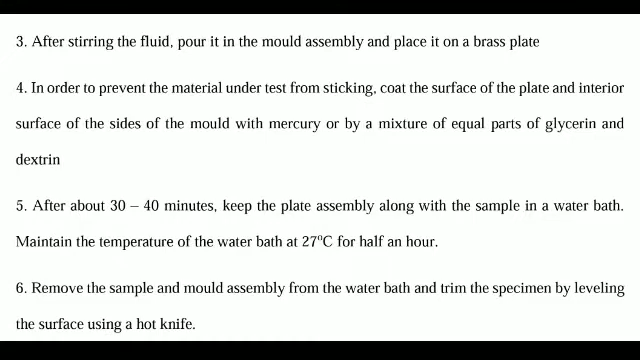 3. After stirring the fluid, pour it in the mould assembly and place it on a brass plate
4. In order to prevent the material under test from sticking, coat the surface of the plate and interior
surface of the sides of the mould with mercury or by a mixture of equal parts of glycerin and
dextrin
5. After about 30 – 40 minutes, keep the plate assembly along with the sample in a water bath.
Maintain the temperature of the water bath at 27°C for half an hour.
6. Remove the sample and mould assembly from the water bath and trim the specimen by leveling
the surface using a hot knife.